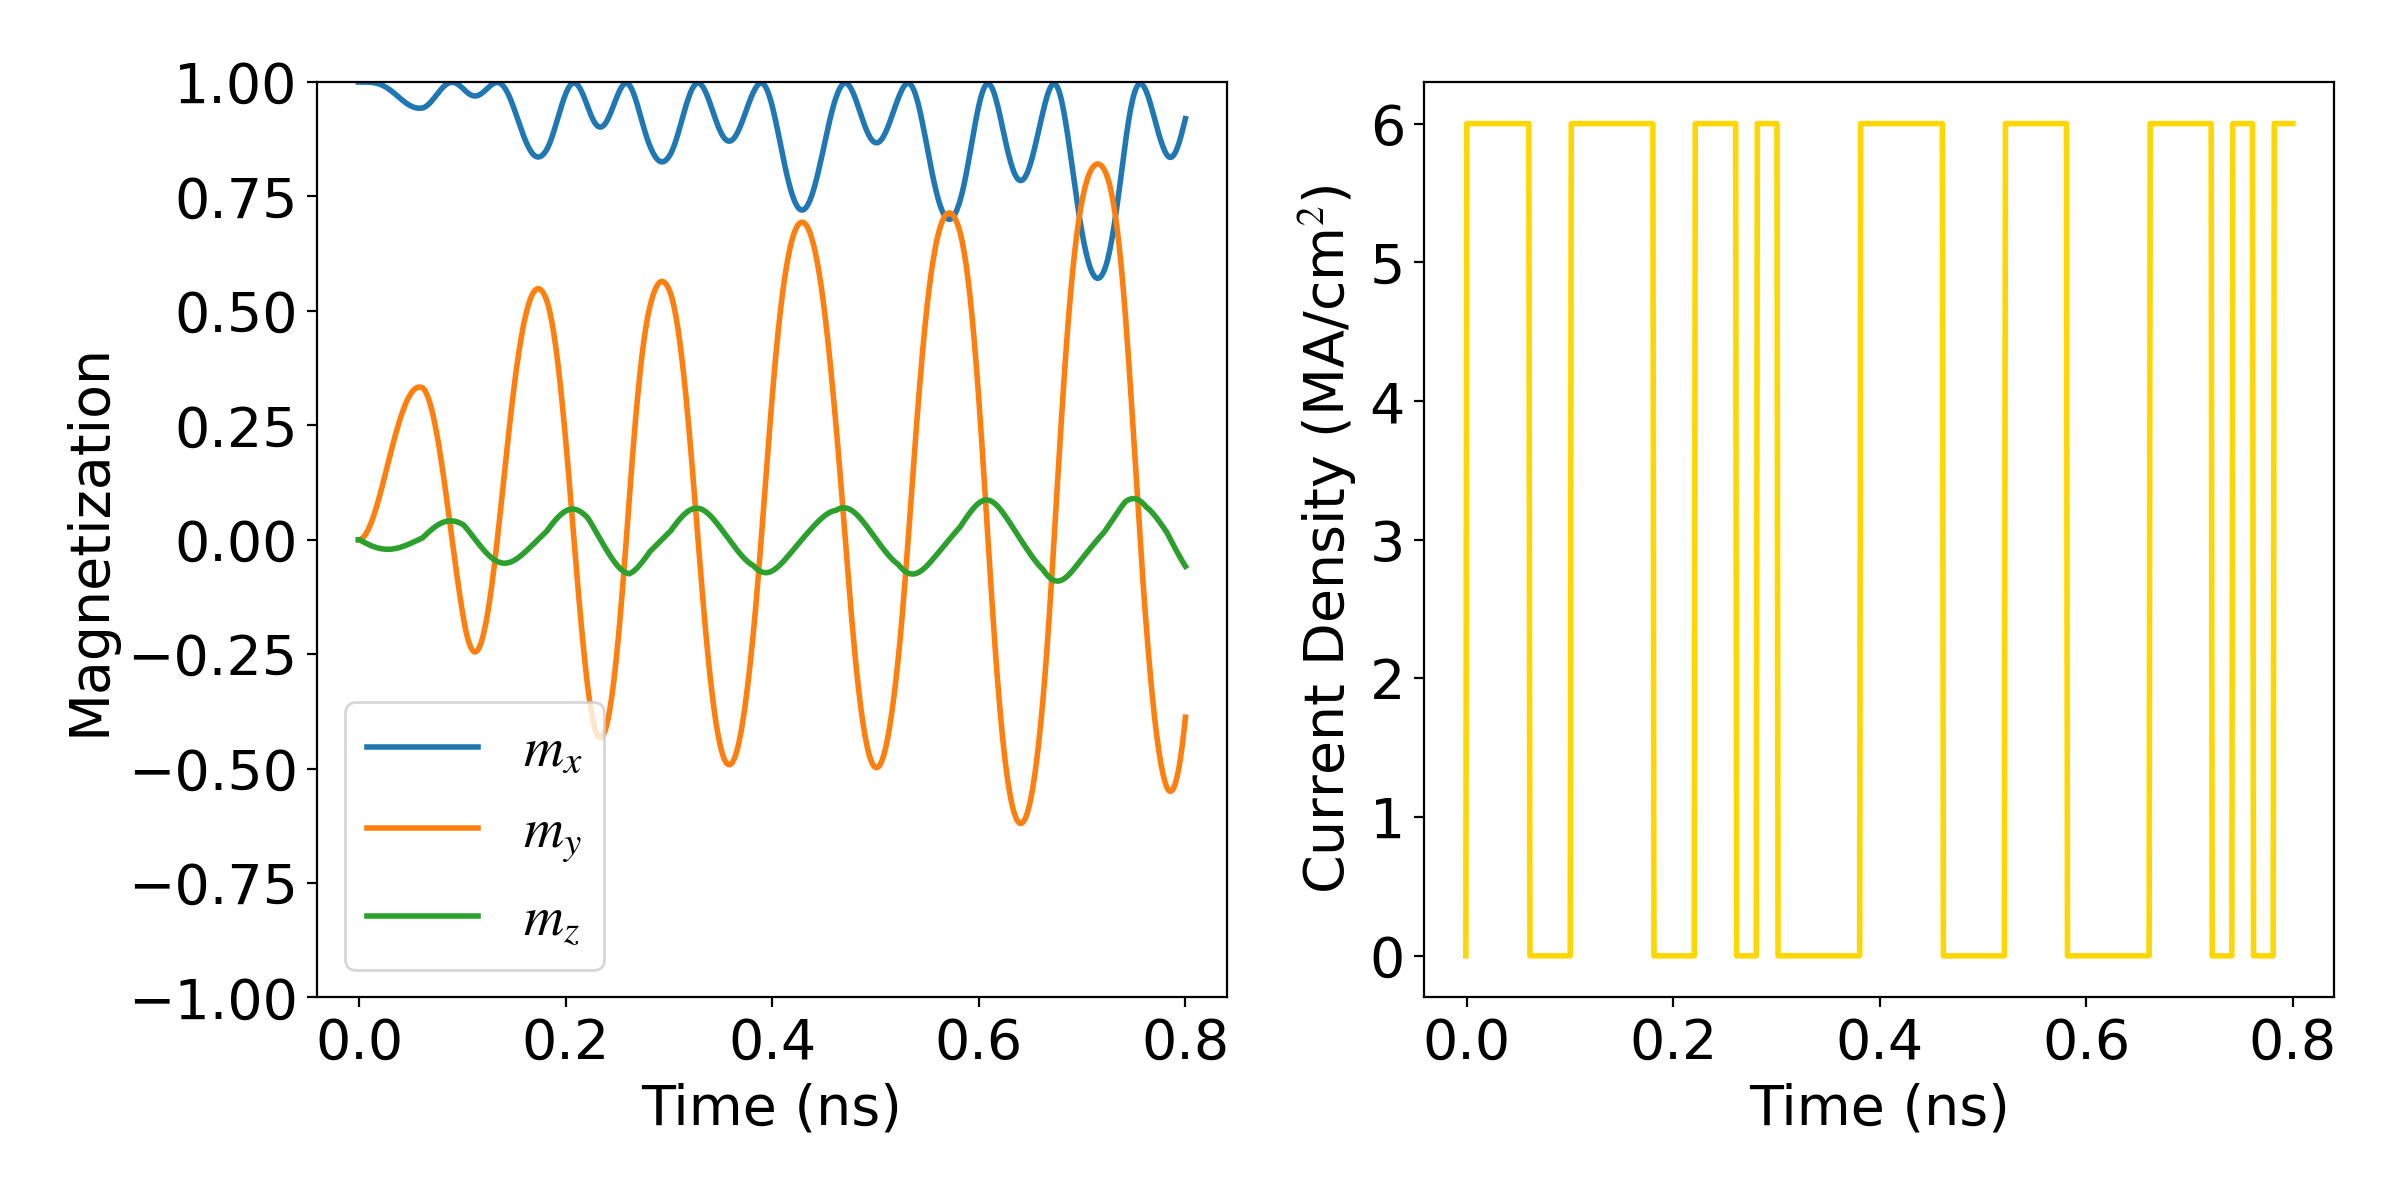 Magnetization
1.00
0.75
0.50
0.25
0.00
−0.25
−0.50
−0.75
−1.00
0.0 0.2 0.4 0.6 0.8
Time (ns)
mₓ
m_y
m_z
Current Density (MA/cm²)
6
5
4
3
2
1
0
0.0 0.2 0.4 0.6 0.8
Time (ns)